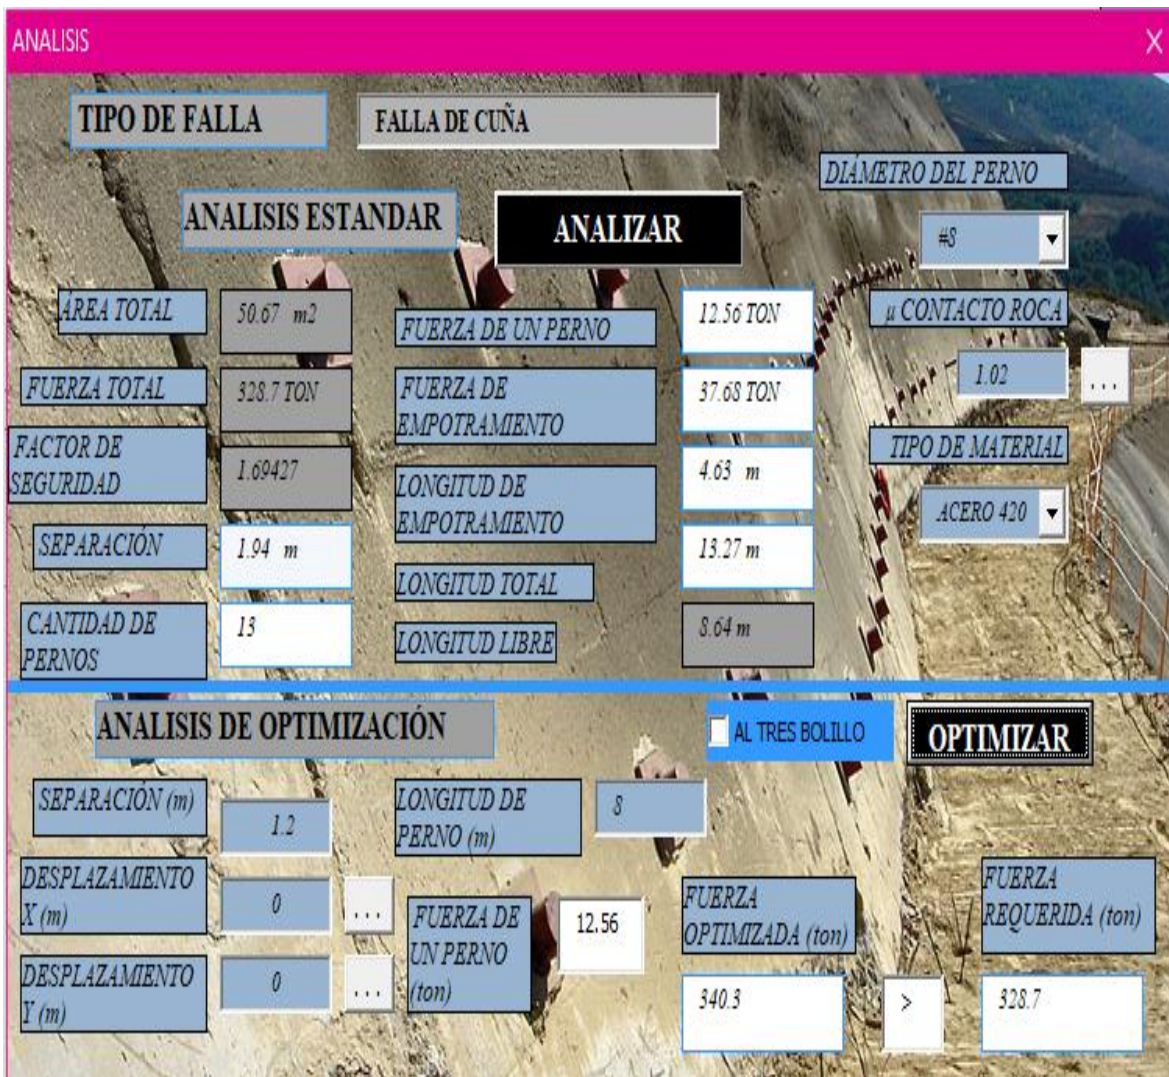 ANALISIS
X
TIPO DE FALLA
FALLA DE CUÑA
DIÁMETRO DEL PERNO
#8
ANALISIS ESTANDAR
ANALIZAR
ÁREA TOTAL
50.67 m2
FUERZA DE UN PERNO
12.56 TON
µ CONTACTO ROCA
1.02
...
FUERZA TOTAL
328.7 TON
FUERZA DE
EMPOTRAMIENTO
37.68 TON
FACTOR DE
SEGURIDAD
1.69427
LONGITUD DE
EMPOTRAMIENTO
4.63 m
TIPO DE MATERIAL
ACERO 420
SEPARACIÓN
1.94 m
LONGITUD TOTAL
13.27 m
CANTIDAD DE
PERNOS
13
LONGITUD LIBRE
8.64 m
ANALISIS DE OPTIMIZACIÓN
AL TRES BOLILLO
OPTIMIZAR
SEPARACIÓN (m)
1.2
LONGITUD DE
PERNO (m)
8
DESPLAZAMIENTO
X (m)
0
...
FUERZA DE
UN PERNO
(ton)
12.56
FUERZA
OPTIMIZADA (ton)
FUERZA
REQUERIDA (ton)
DESPLAZAMIENTO
Y (m)
0
...
340.3
>
328.7